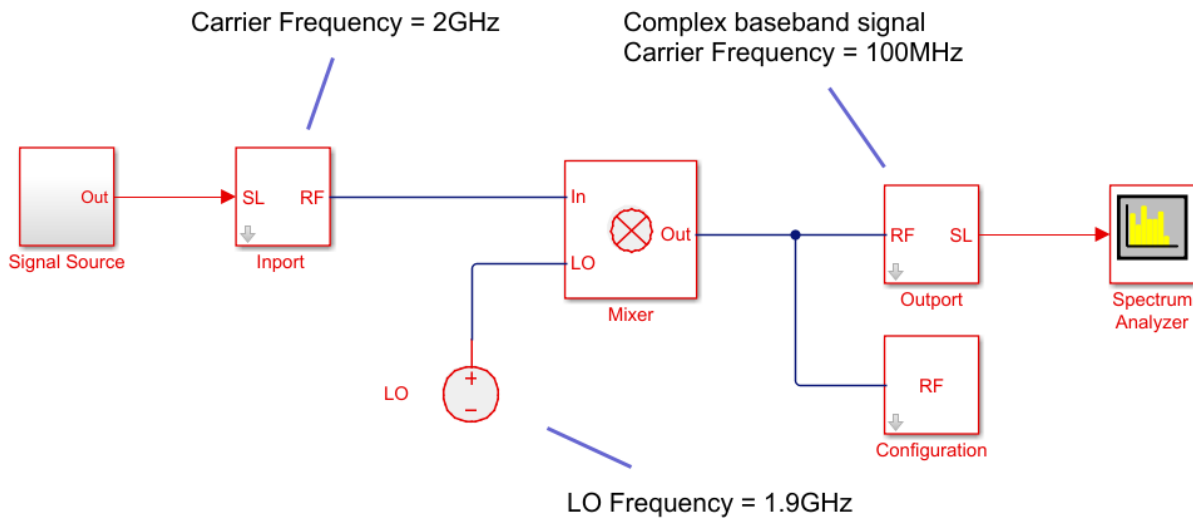 Carrier Frequency = 2GHz
Complex baseband signal
Carrier Frequency = 100MHz
Out
SL
RF
Signal Source
Inport
In
LO
Out
Mixer
RF
SL
Outport
Spectrum
Analyzer
LO
+
−
RF
Configuration
LO Frequency = 1.9GHz